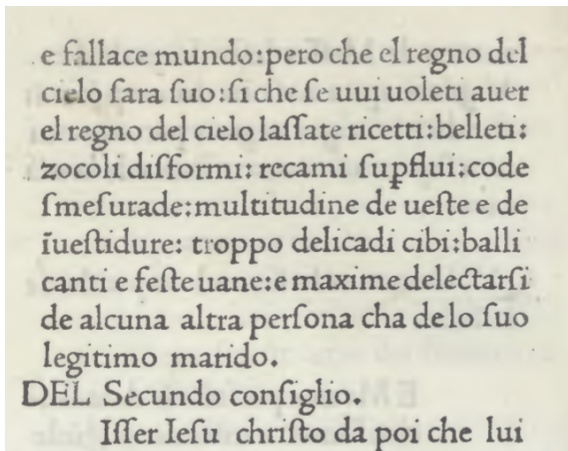 e fallace mundo:pero che el regno del
cielo ſara ſuo:ſi che ſe uui uoleti auer
el regno del cielo laſſate ricetti:belleti:
zocoli difformi: recami ſuꝑflui:code
ſmeſurade:multitudine de ueſte e de
īueſtidure: troppo delicadi cibi:balli
canti e feſte uane:e maxime delectarſi
de alcuna altra perſona cha de lo ſuo
legitimo marido.
DEL Secundo conſiglio.
Iſſer Ieſu chriſto da poi che lui